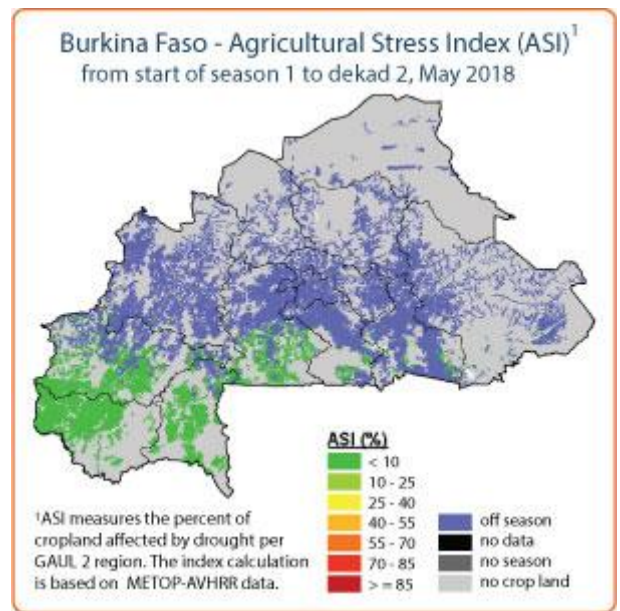 Burkina Faso - Agricultural Stress Index (ASI)¹
from start of season 1 to dekad 2, May 2018
ASI (%)
< 10
10 - 25
25 - 40
40 - 55
55 - 70
70 - 85
> = 85
off season
no data
no season
no crop land
¹ASI measures the percent of
cropland affected by drought per
GAUL 2 region. The index calculation
is based on METOP-AVHRR data.